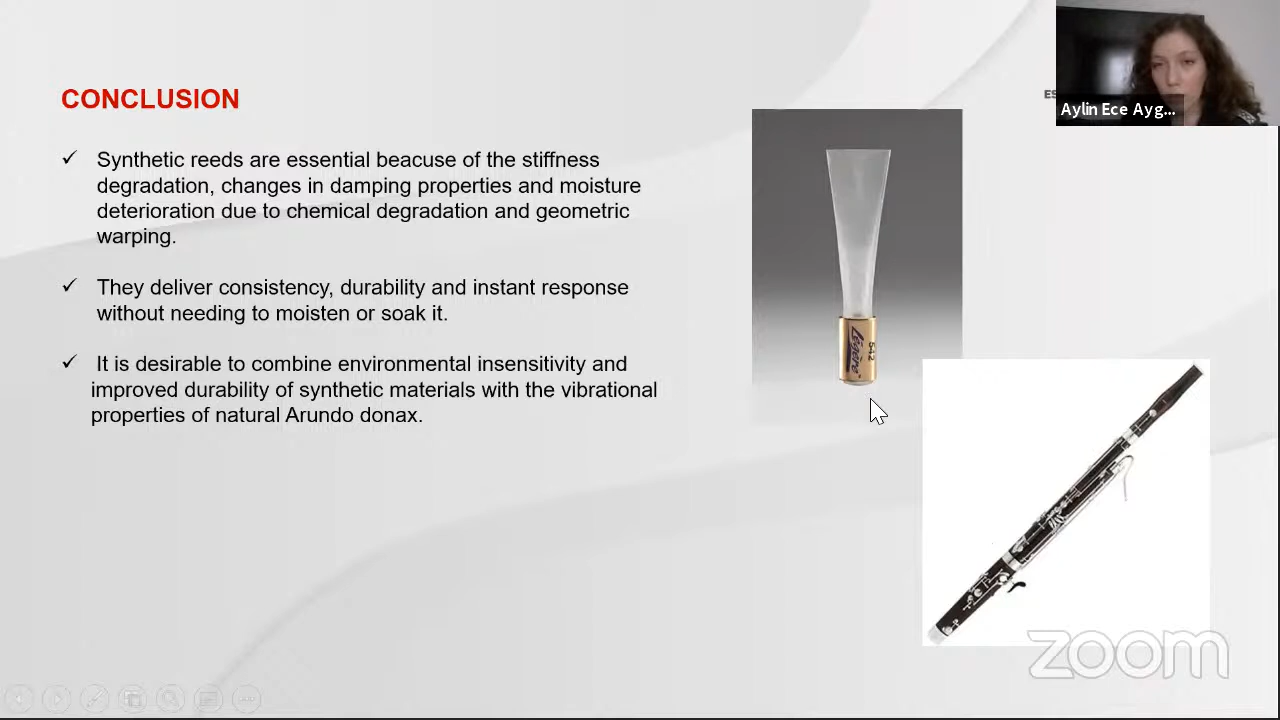 CONCLUSION
ES
Aylin Ece Ayg...
✓ Synthetic reeds are essential beacuse of the stiffness
degradation, changes in damping properties and moisture
deterioration due to chemical degradation and geometric
warping.
✓ They deliver consistency, durability and instant response
without needing to moisten or soak it.
✓ It is desirable to combine environmental insensitivity and
improved durability of synthetic materials with the vibrational
properties of natural Arundo donax.
Légère
542
zoom